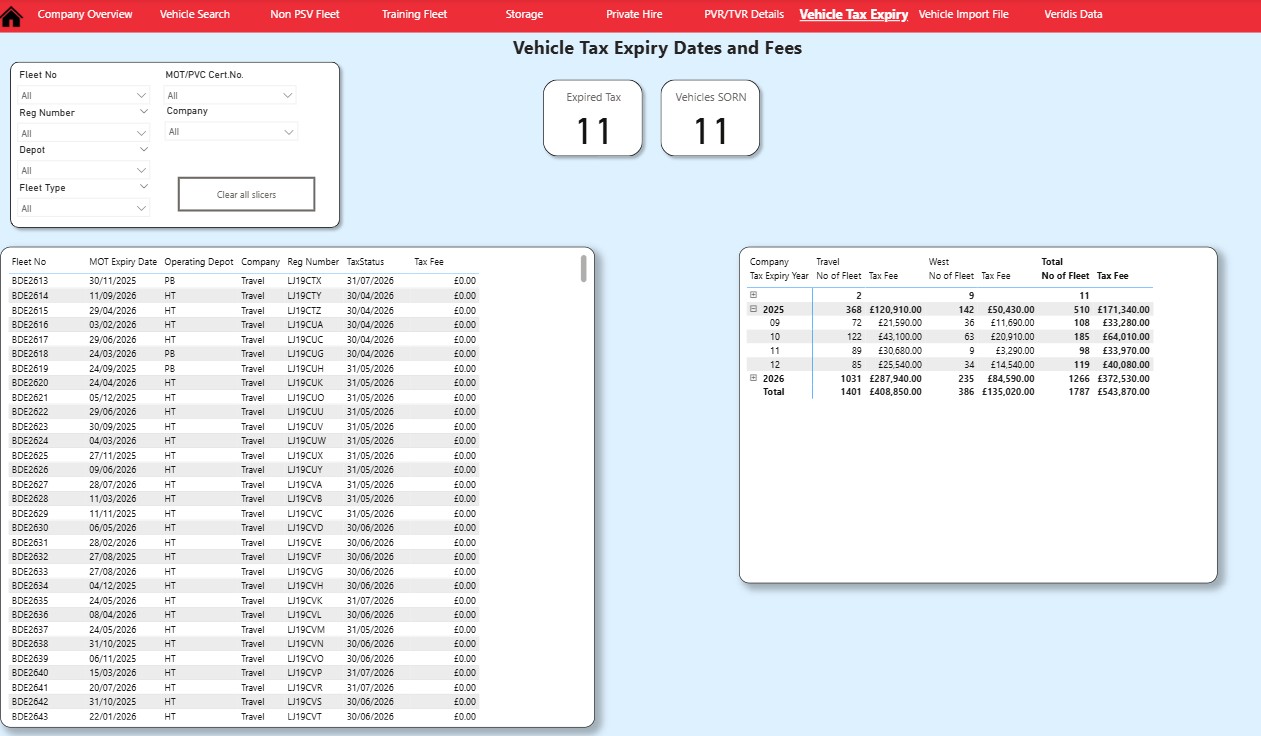 Company Overview Vehicle Search Non PSV Fleet Training Fleet Storage Private Hire PVR/TVR Details Vehicle Tax Expiry Vehicle Import File Veridis Data
Vehicle Tax Expiry Dates and Fees
Fleet No MOT/PVC Cert.No.
All All
Reg Number Company
All All
Depot
All
Fleet Type
All
Clear all slicers
Expired Tax
11
Vehicles SORN
11
Fleet No MOT Expiry Date Operating Depot Company Reg Number TaxStatus Tax Fee
BDE2613 30/11/2025 PB Travel LJ19CTX 31/07/2026 £0.00
BDE2614 11/09/2026 HT Travel LJ19CTY 30/04/2026 £0.00
BDE2615 29/04/2026 HT Travel LJ19CTZ 30/04/2026 £0.00
BDE2616 03/02/2026 HT Travel LJ19CUA 30/04/2026 £0.00
BDE2617 29/06/2026 HT Travel LJ19CUC 30/04/2026 £0.00
BDE2618 24/03/2026 PB Travel LJ19CUG 30/04/2026 £0.00
BDE2619 24/09/2025 PB Travel LJ19CUH 31/05/2026 £0.00
BDE2620 24/04/2026 HT Travel LJ19CUK 31/05/2026 £0.00
BDE2621 05/12/2025 HT Travel LJ19CUO 31/05/2026 £0.00
BDE2622 29/06/2026 HT Travel LJ19CUU 31/05/2026 £0.00
BDE2623 30/09/2025 HT Travel LJ19CUV 31/05/2026 £0.00
BDE2624 04/03/2026 HT Travel LJ19CUW 31/05/2026 £0.00
BDE2625 27/11/2025 HT Travel LJ19CUX 31/05/2026 £0.00
BDE2626 09/06/2026 HT Travel LJ19CUY 31/05/2026 £0.00
BDE2627 28/07/2026 HT Travel LJ19CVA 31/05/2026 £0.00
BDE2628 11/03/2026 HT Travel LJ19CVB 31/05/2026 £0.00
BDE2629 11/11/2025 HT Travel LJ19CVC 31/05/2026 £0.00
BDE2630 06/05/2026 HT Travel LJ19CVD 30/06/2026 £0.00
BDE2631 28/02/2026 HT Travel LJ19CVE 30/06/2026 £0.00
BDE2632 27/08/2025 HT Travel LJ19CVF 30/06/2026 £0.00
BDE2633 27/08/2026 HT Travel LJ19CVG 30/06/2026 £0.00
BDE2634 04/12/2025 HT Travel LJ19CVH 30/06/2026 £0.00
BDE2635 24/05/2026 HT Travel LJ19CVK 31/07/2026 £0.00
BDE2636 08/04/2026 HT Travel LJ19CVL 30/06/2026 £0.00
BDE2637 24/05/2026 HT Travel LJ19CVM 31/05/2026 £0.00
BDE2638 31/10/2025 HT Travel LJ19CVN 30/06/2026 £0.00
BDE2639 06/11/2025 HT Travel LJ19CVO 30/06/2026 £0.00
BDE2640 15/03/2026 HT Travel LJ19CVP 31/07/2026 £0.00
BDE2641 20/07/2026 HT Travel LJ19CVR 31/07/2026 £0.00
BDE2642 31/10/2025 HT Travel LJ19CVS 30/06/2026 £0.00
BDE2643 22/01/2026 HT Travel LJ19CVT 30/06/2026 £0.00
Company Travel West Total
Tax Expiry Year No of Fleet Tax Fee No of Fleet Tax Fee No of Fleet Tax Fee
2 9 11
2025 368 £120,910.00 142 £50,430.00 510 £171,340.00
09 72 £21,590.00 36 £11,690.00 108 £33,280.00
10 122 £43,100.00 63 £20,910.00 185 £64,010.00
11 89 £30,680.00 9 £3,290.00 98 £33,970.00
12 85 £25,540.00 34 £14,540.00 119 £40,080.00
2026 1031 £287,940.00 235 £84,590.00 1266 £372,530.00
Total 1401 £408,850.00 386 £135,020.00 1787 £543,870.00